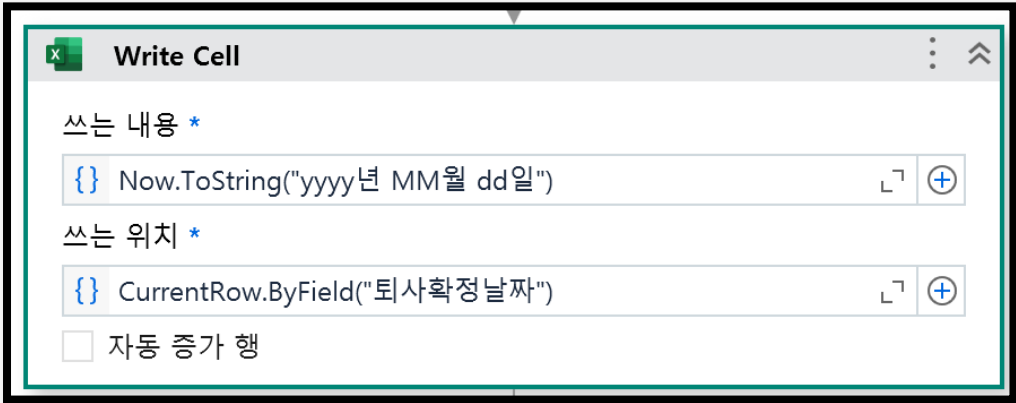 Write Cell
쓰는 내용 *
{} Now.ToString("yyyy년 MM월 dd일")
쓰는 위치 *
{} CurrentRow.ByField("퇴사확정날짜")
자동 증가 행